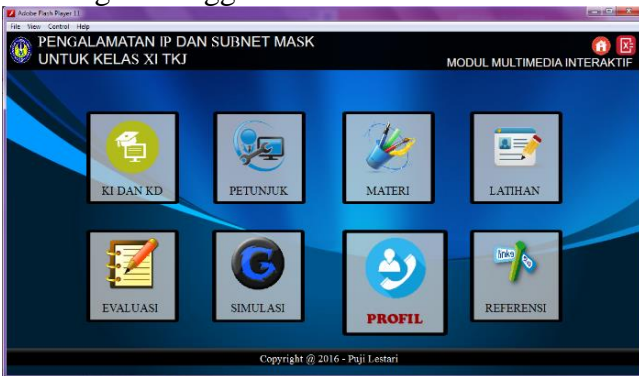 Adobe Flash Player 11
File View Control Help
PENGALAMATAN IP DAN SUBNET MASK
UNTUK KELAS XI TKJ
MODUL MULTIMEDIA INTERAKTIF
KI DAN KD
PETUNJUK
MATERI
LATIHAN
EVALUASI
SIMULASI
PROFIL
REFERENSI
Copyright @ 2016 - Puji Lestari